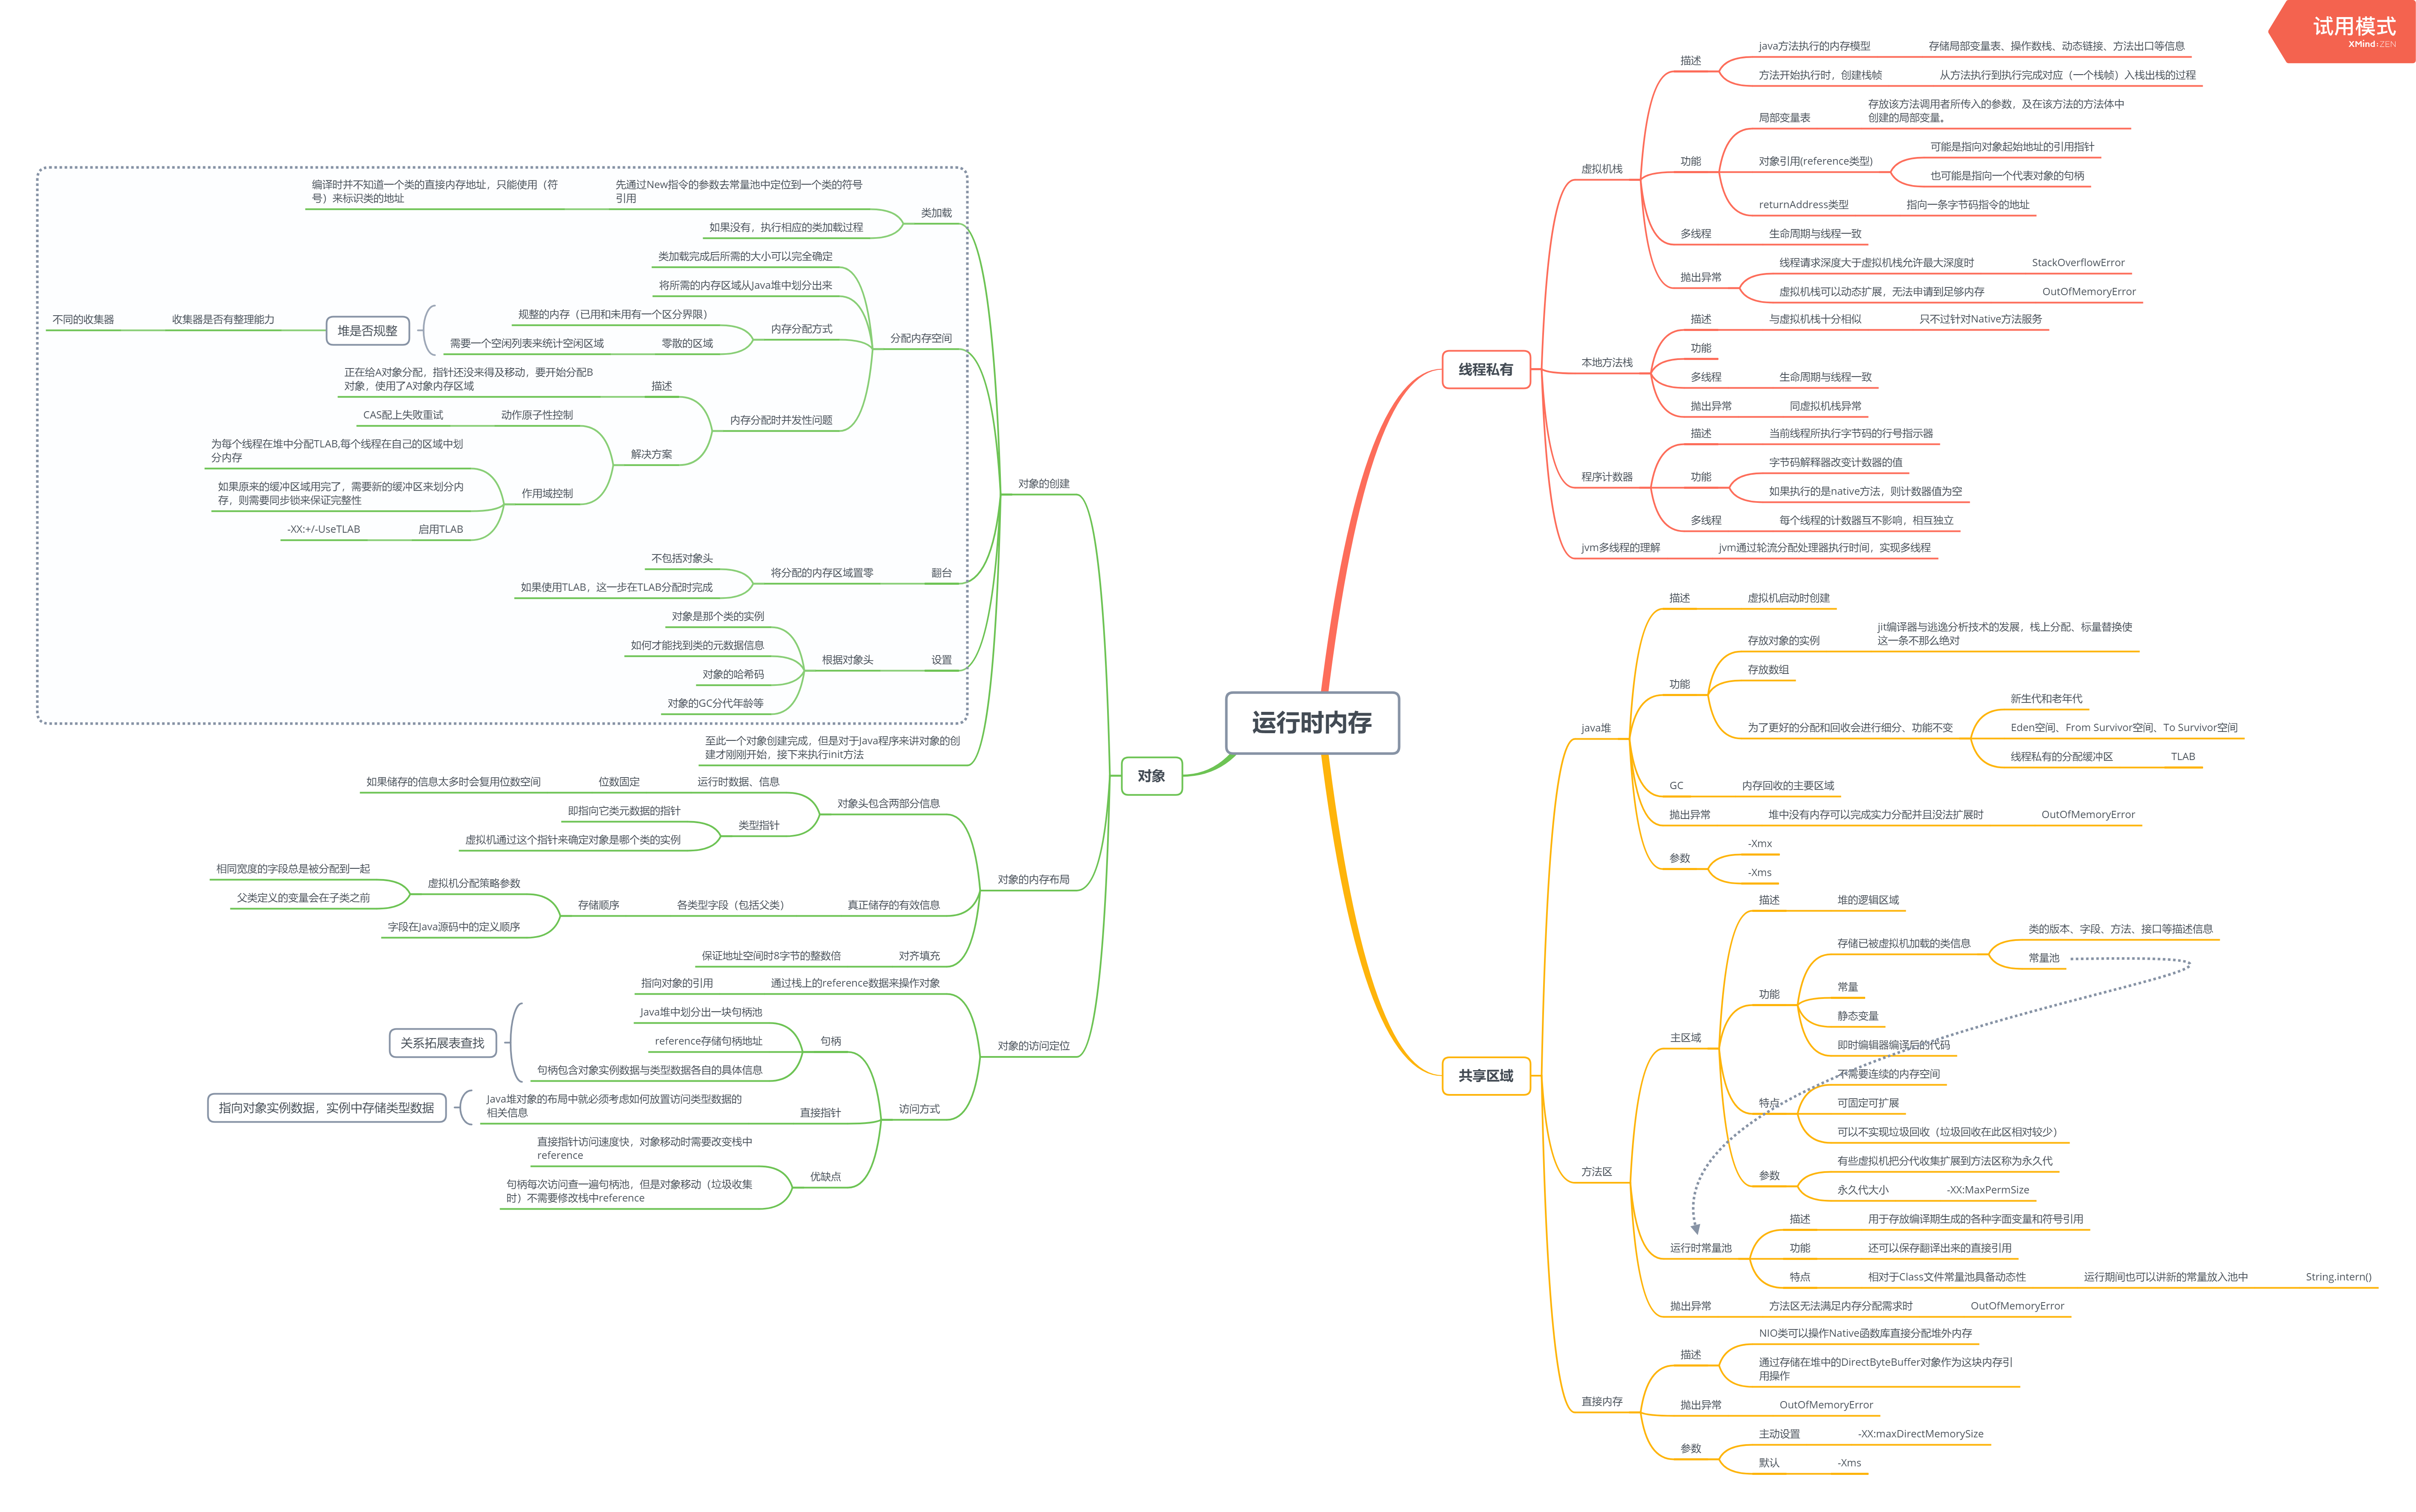 试用模式
XMind:ZEN
运行时内存
线程私有
虚拟机栈
描述
java方法执行的内存模型
存储局部变量表、操作数栈、动态链接、方法出口等信息
方法开始执行时，创建栈帧
从方法执行到执行完成对应（一个栈帧）入栈出栈的过程
功能
局部变量表
存放该方法调用者所传入的参数，及在该方法的方法体中
创建的局部变量。
对象引用(reference类型)
可能是指向对象起始地址的引用指针
也可能是指向一个代表对象的句柄
returnAddress类型
指向一条字节码指令的地址
多线程
生命周期与线程一致
抛出异常
线程请求深度大于虚拟机栈允许最大深度时
StackOverflowError
虚拟机栈可以动态扩展，无法申请到足够内存
OutOfMemoryError
本地方法栈
描述
与虚拟机栈十分相似
只不过针对Native方法服务
功能
多线程
生命周期与线程一致
抛出异常
同虚拟机栈异常
程序计数器
描述
当前线程所执行字节码的行号指示器
功能
字节码解释器改变计数器的值
如果执行的是native方法，则计数器值为空
多线程
每个线程的计数器互不影响，相互独立
jvm多线程的理解
jvm通过轮流分配处理器执行时间，实现多线程
共享区域
java堆
描述
虚拟机启动时创建
功能
存放对象的实例
jit编译器与逃逸分析技术的发展，栈上分配、标量替换使
这一条不那么绝对
存放数组
为了更好的分配和回收会进行细分、功能不变
新生代和老年代
Eden空间、From Survivor空间、To Survivor空间
线程私有的分配缓冲区
TLAB
GC
内存回收的主要区域
抛出异常
堆中没有内存可以完成实力分配并且没法扩展时
OutOfMemoryError
参数
-Xmx
-Xms
方法区
主区域
描述
堆的逻辑区域
功能
存储已被虚拟机加载的类信息
类的版本、字段、方法、接口等描述信息
常量池
常量
静态变量
即时编辑器编译后的代码
特点
不需要连续的内存空间
可固定可扩展
可以不实现垃圾回收（垃圾回收在此区相对较少）
参数
有些虚拟机把分代收集扩展到方法区称为永久代
永久代大小
-XX:MaxPermSize
运行时常量池
描述
用于存放编译期生成的各种字面变量和符号引用
功能
还可以保存翻译出来的直接引用
特点
相对于Class文件常量池具备动态性
运行期间也可以讲新的常量放入池中
String.intern()
抛出异常
方法区无法满足内存分配需求时
OutOfMemoryError
直接内存
描述
NIO类可以操作Native函数库直接分配堆外内存
通过存储在堆中的DirectByteBuffer对象作为这块内存引
用操作
抛出异常
OutOfMemoryError
参数
主动设置
-XX:maxDirectMemorySize
默认
-Xms
对象
对象的创建
类加载
先通过New指令的参数去常量池中定位到一个类的符号
引用
编译时并不知道一个类的直接内存地址，只能使用（符
号）来标识类的地址
如果没有，执行相应的类加载过程
分配内存空间
类加载完成后所需的大小可以完全确定
将所需的内存区域从Java堆中划分出来
内存分配方式
规整的内存（已用和未用有一个区分界限）
零散的区域
需要一个空闲列表来统计空闲区域
堆是否规整
收集器是否有整理能力
不同的收集器
内存分配时并发性问题
描述
正在给A对象分配，指针还没来得及移动，要开始分配B
对象，使用了A对象内存区域
解决方案
动作原子性控制
CAS配上失败重试
作用域控制
为每个线程在堆中分配TLAB,每个线程在自己的区域中划
分内存
如果原来的缓冲区域用完了，需要新的缓冲区来划分内
存，则需要同步锁来保证完整性
启用TLAB
-XX:+/-UseTLAB
翻台
将分配的内存区域置零
不包括对象头
如果使用TLAB，这一步在TLAB分配时完成
设置
根据对象头
对象是那个类的实例
如何才能找到类的元数据信息
对象的哈希码
对象的GC分代年龄等
至此一个对象创建完成，但是对于Java程序来讲对象的创
建才刚刚开始，接下来执行init方法
对象的内存布局
对象头包含两部分信息
运行时数据、信息
位数固定
如果储存的信息太多时会复用位数空间
类型指针
即指向它类元数据的指针
虚拟机通过这个指针来确定对象是哪个类的实例
真正储存的有效信息
各类型字段（包括父类）
存储顺序
虚拟机分配策略参数
相同宽度的字段总是被分配到一起
父类定义的变量会在子类之前
字段在Java源码中的定义顺序
对齐填充
保证地址空间时8字节的整数倍
对象的访问定位
通过栈上的reference数据来操作对象
指向对象的引用
访问方式
句柄
Java堆中划分出一块句柄池
reference存储句柄地址
句柄包含对象实例数据与类型数据各自的具体信息
关系拓展表查找
直接指针
Java堆对象的布局中就必须考虑如何放置访问类型数据的
相关信息
指向对象实例数据，实例中存储类型数据
优缺点
直接指针访问速度快，对象移动时需要改变栈中
reference
句柄每次访问查一遍句柄池，但是对象移动（垃圾收集
时）不需要修改栈中reference